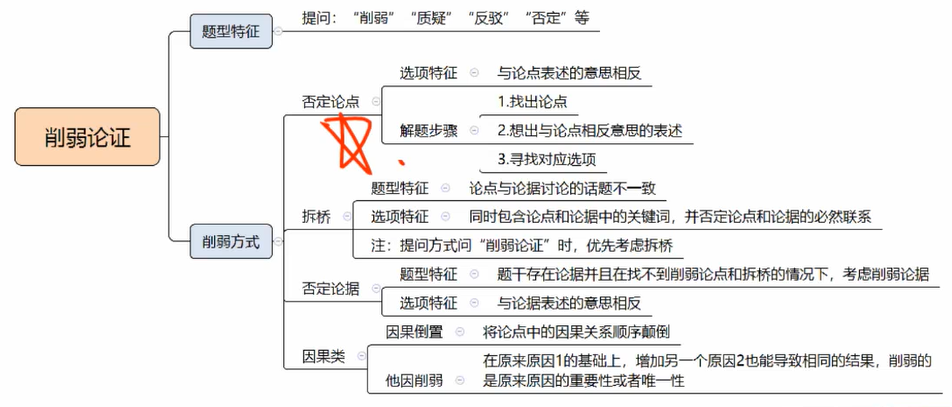 削弱论证
题型特征
提问：“削弱”“质疑”“反驳”“否定”等
削弱方式
否定论点
选项特征
与论点表述的意思相反
解题步骤
1.找出论点
2.想出与论点相反意思的表述
3.寻找对应选项
拆桥
题型特征
论点与论据讨论的话题不一致
选项特征
同时包含论点和论据中的关键词，并否定论点和论据的必然联系
注：提问方式问“削弱论证”时，优先考虑拆桥
否定论据
题型特征
题干存在论据并且在找不到削弱论点和拆桥的情况下，考虑削弱论据
选项特征
与论据表述的意思相反
因果类
因果倒置
将论点中的因果关系顺序颠倒
他因削弱
在原来原因1的基础上，增加另一个原因2也能导致相同的结果，削弱的
是原来原因的重要性或者唯一性